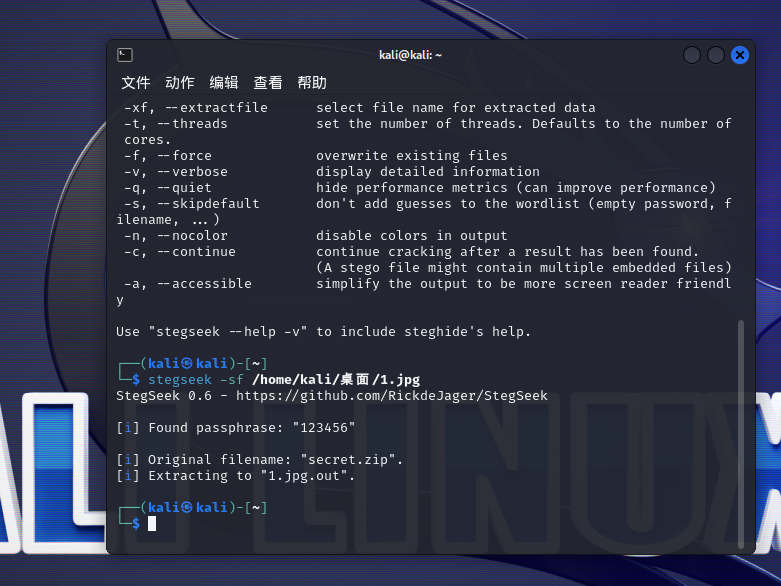 kali@kali: ~
文件 动作 编辑 查看 帮助
-xf, --extractfile select file name for extracted data
-t, --threads set the number of threads. Defaults to the number of
cores.
-f, --force overwrite existing files
-v, --verbose display detailed information
-q, --quiet hide performance metrics (can improve performance)
-s, --skipdefault don't add guesses to the wordlist (empty password, f
ilename, ...)
-n, --nocolor disable colors in output
-c, --continue continue cracking after a result has been found.
(A stego file might contain multiple embedded files)
-a, --accessible simplify the output to be more screen reader friendl
y
Use "stegseek --help -v" to include steghide's help.
┌──(kali㉿kali)-[~]
└─$ stegseek -sf /home/kali/桌面/1.jpg
StegSeek 0.6 - https://github.com/RickdeJager/StegSeek
[i] Found passphrase: "123456"
[i] Original filename: "secret.zip".
[i] Extracting to "1.jpg.out".
┌──(kali㉿kali)-[~]
└─$
KALI LINUX